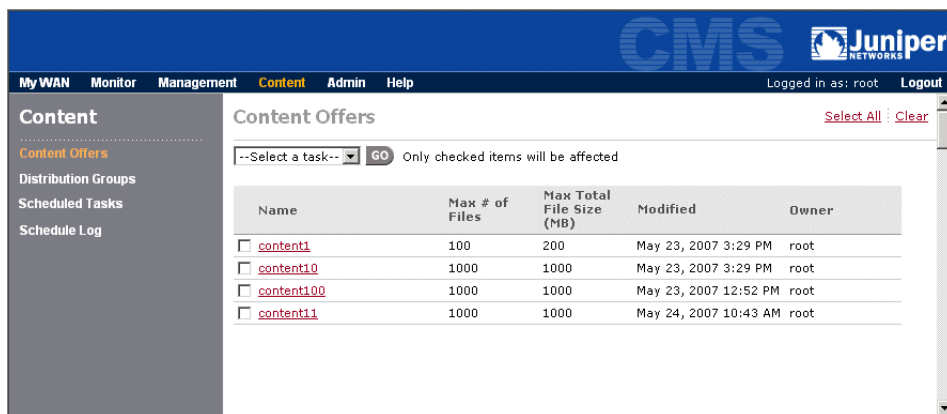 CMS
Juniper
NETWORKS
My WAN Monitor Management Content Admin Help Logged in as: root Logout
Content
Content Offers
Distribution Groups
Scheduled Tasks
Schedule Log
Content Offers Select All Clear
--Select a task-- GO Only checked items will be affected
Name Max # of Files Max Total File Size (MB) Modified Owner
content1 100 200 May 23, 2007 3:29 PM root
content10 1000 1000 May 23, 2007 3:29 PM root
content100 1000 1000 May 23, 2007 12:52 PM root
content11 1000 1000 May 24, 2007 10:43 AM root